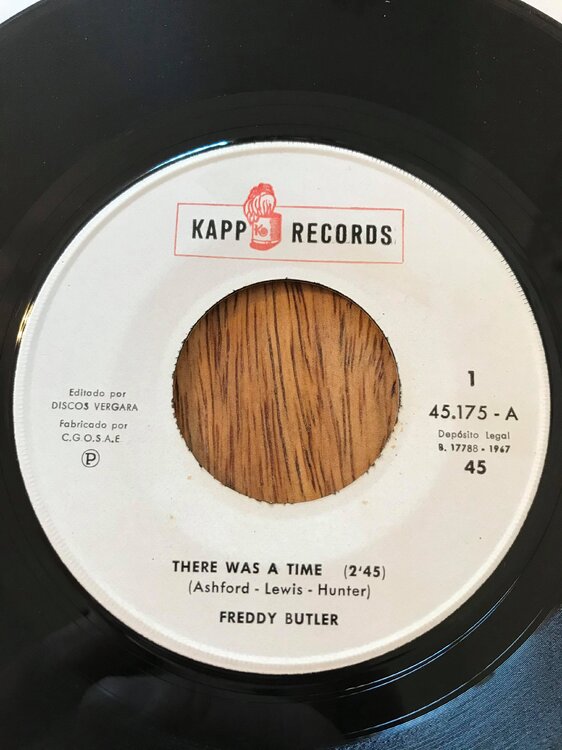 KAPP Ko RECORDS
Editado por
DISCOS VERGARA
Fabricado por
C.G.O.S.A.E.
Ⓟ
1
45.175 - A
Depósito Legal
B. 17788 - 1967
45
THERE WAS A TIME (2'45)
(Ashford - Lewis - Hunter)
FREDDY BUTLER